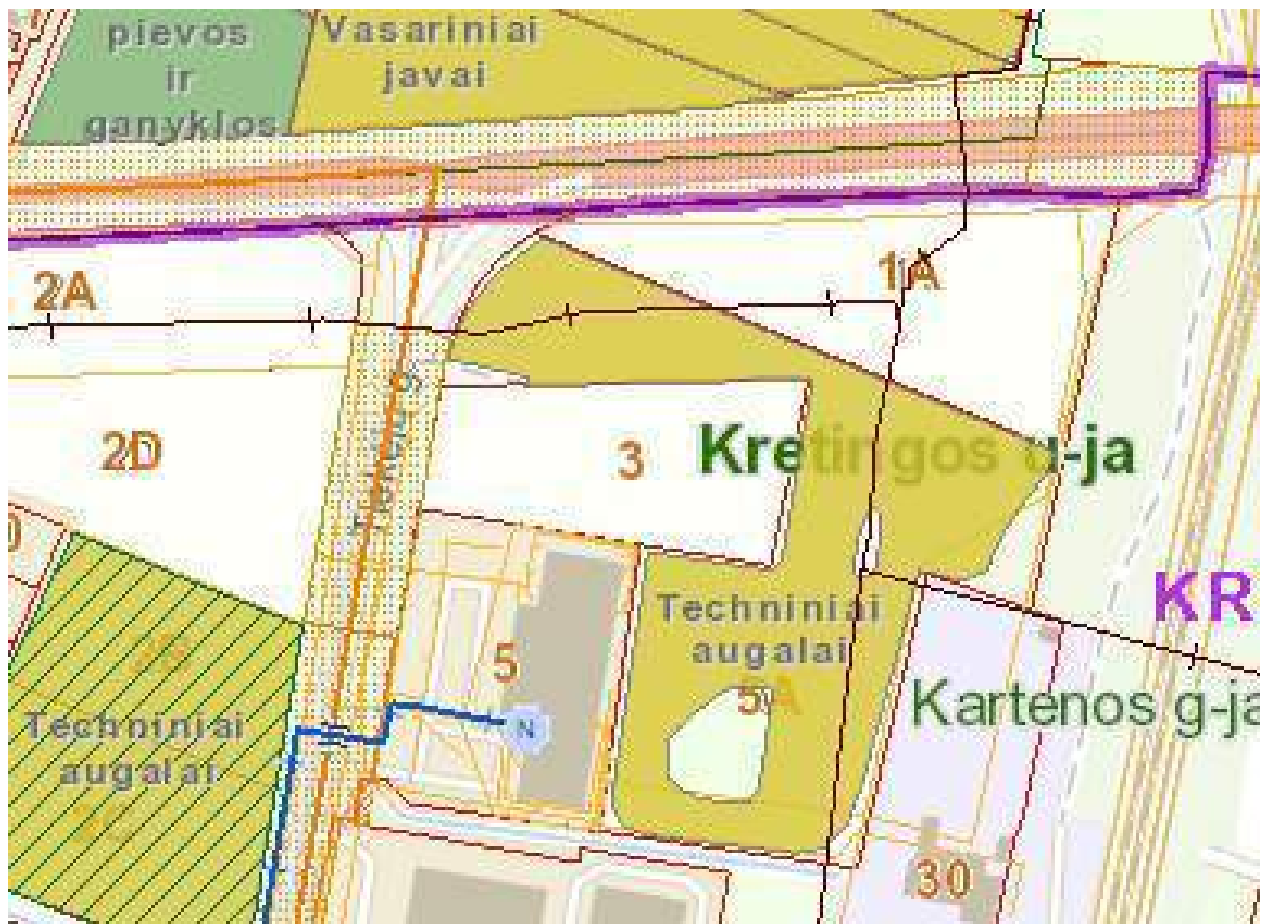 pievos
ir
ganyklos
Vasariniai
javai
2A
1A
2D
3
Kretingos g-ja
KR
Techniniai
augalai
5A
5
Kartenos g-ja
N
Techniniai
augalai
30